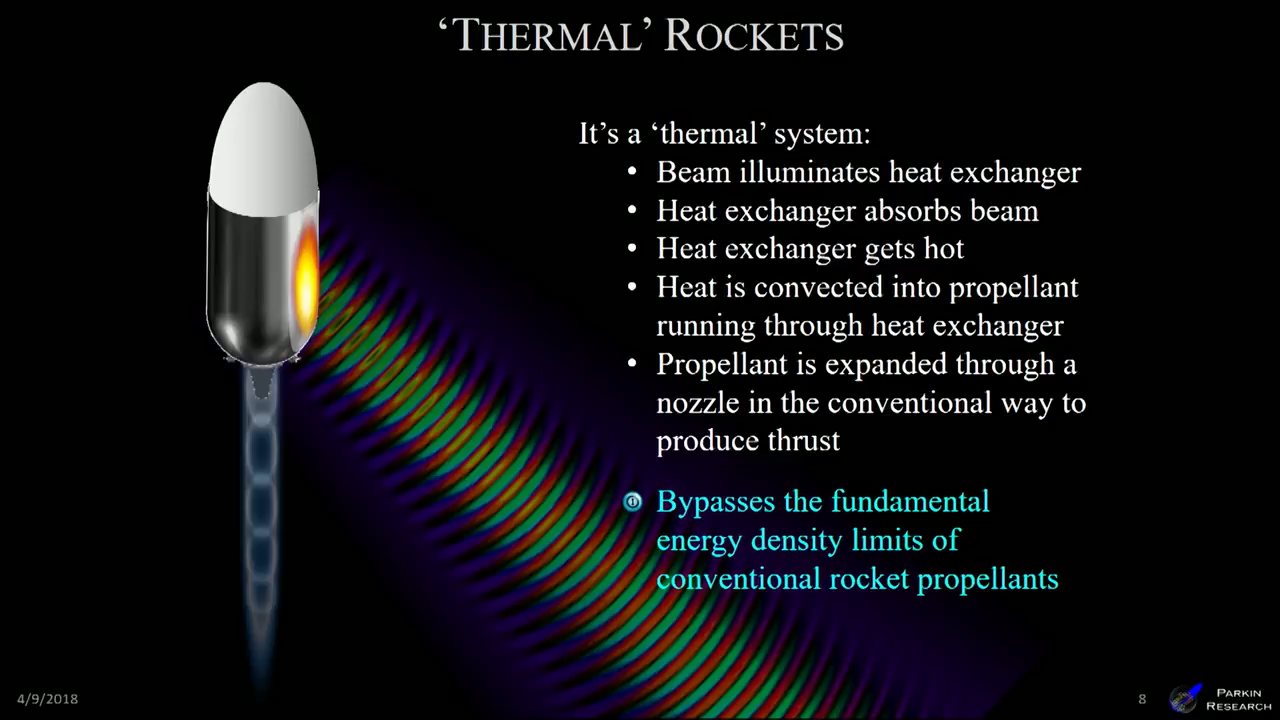 ‘THERMAL’ ROCKETS
It’s a ‘thermal’ system:
• Beam illuminates heat exchanger
• Heat exchanger absorbs beam
• Heat exchanger gets hot
• Heat is convected into propellant
running through heat exchanger
• Propellant is expanded through a
nozzle in the conventional way to
produce thrust
Bypasses the fundamental
energy density limits of
conventional rocket propellants
4/9/2018
8
PARKIN
RESEARCH